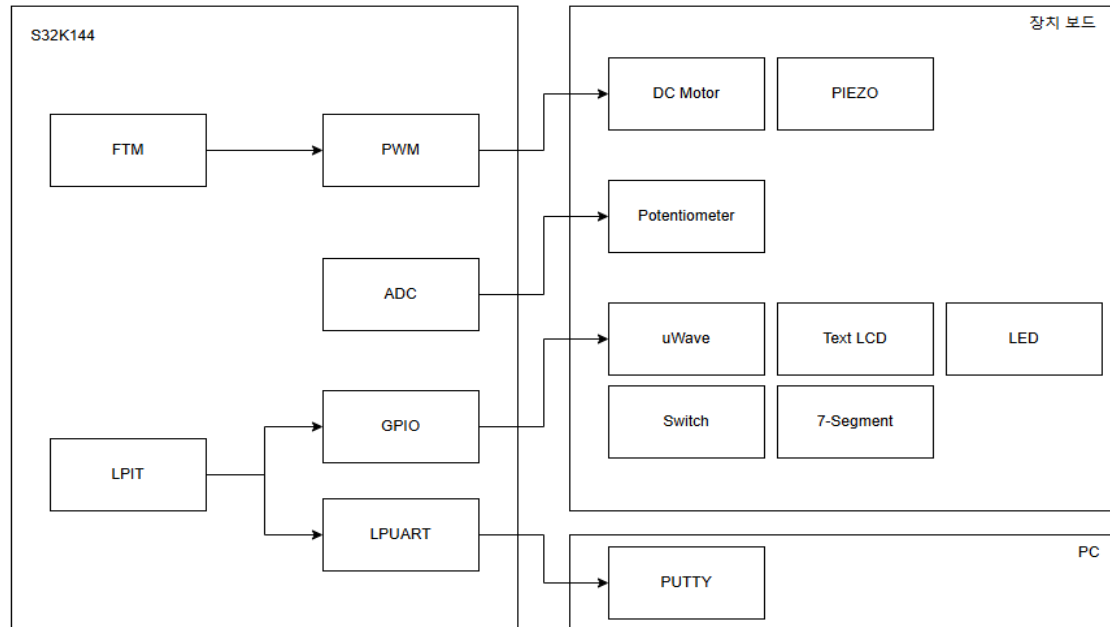 S32K144
장치 보드
DC Motor
PIEZO
FTM
PWM
Potentiometer
ADC
uWave
Text LCD
LED
Switch
7-Segment
GPIO
LPIT
LPUART
PC
PUTTY